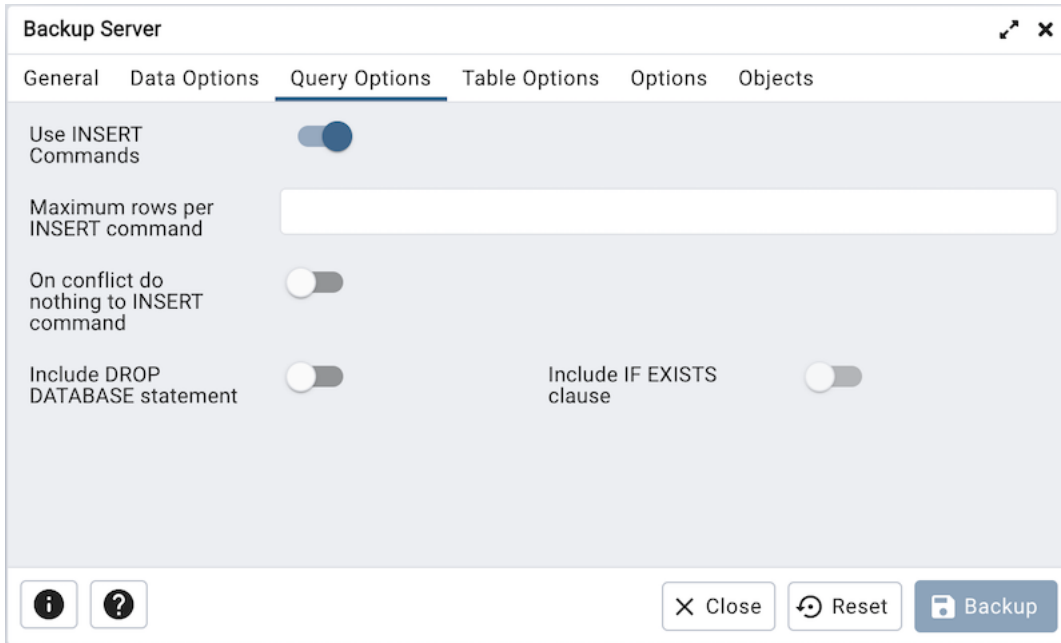 Backup Server
General Data Options Query Options Table Options Options Objects
Use INSERT
Commands
Maximum rows per
INSERT command
On conflict do
nothing to INSERT
command
Include DROP
DATABASE statement
Include IF EXISTS
clause
Close Reset Backup